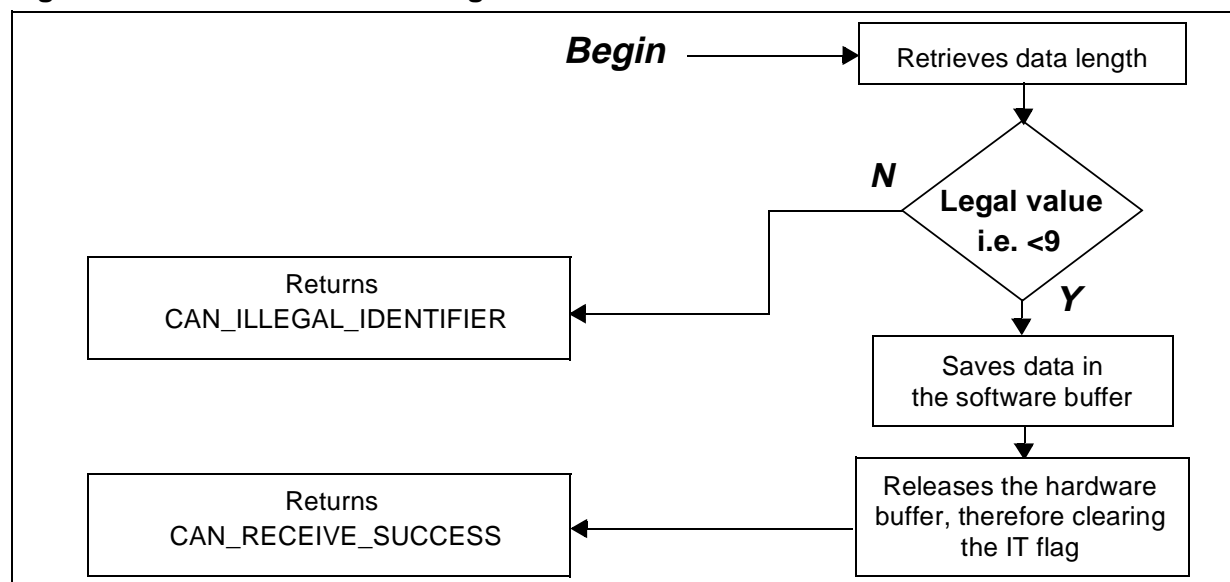 Begin
Retrieves data length
N
Legal value
i.e. <9
Y
Returns
CAN_ILLEGAL_IDENTIFIER
Saves data in
the software buffer
Releases the hardware
buffer, therefore clearing
the IT flag
Returns
CAN_RECEIVE_SUCCESS